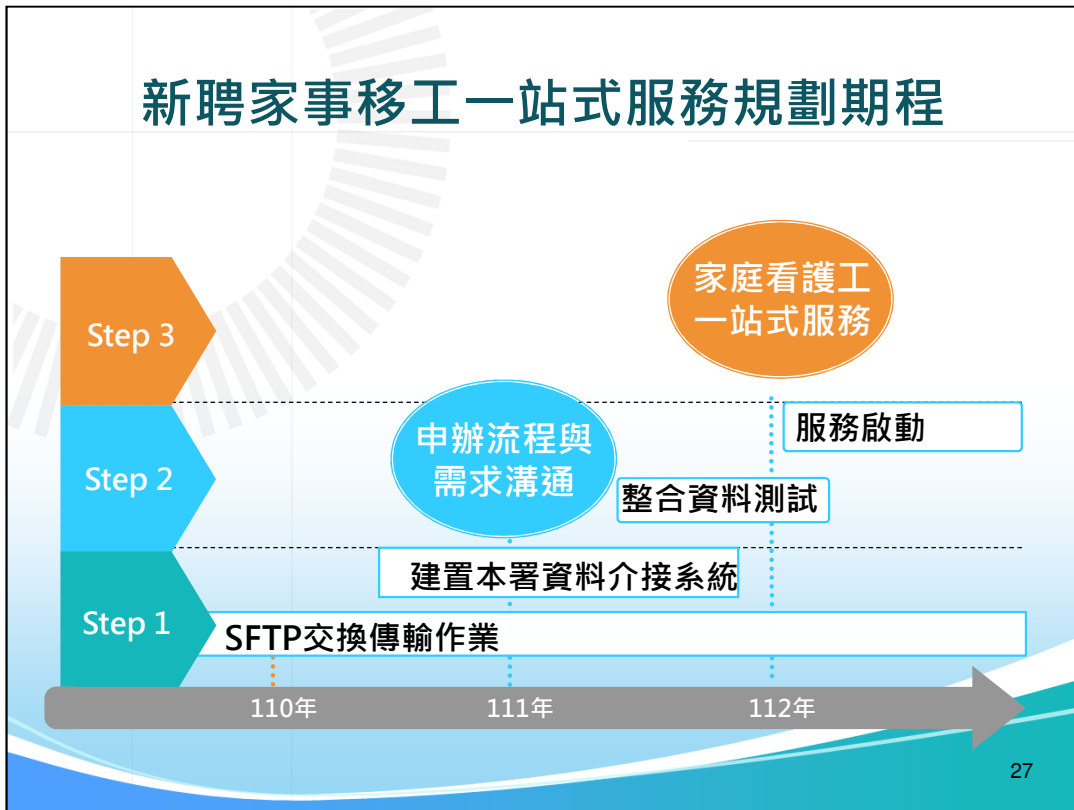 新聘家事移工一站式服務規劃期程
家庭看護工
一站式服務
Step 3
服務啟動
申辦流程與
需求溝通
Step 2
整合資料測試
建置本署資料介接系統
Step 1
SFTP交換傳輸作業
110年
111年
112年
27